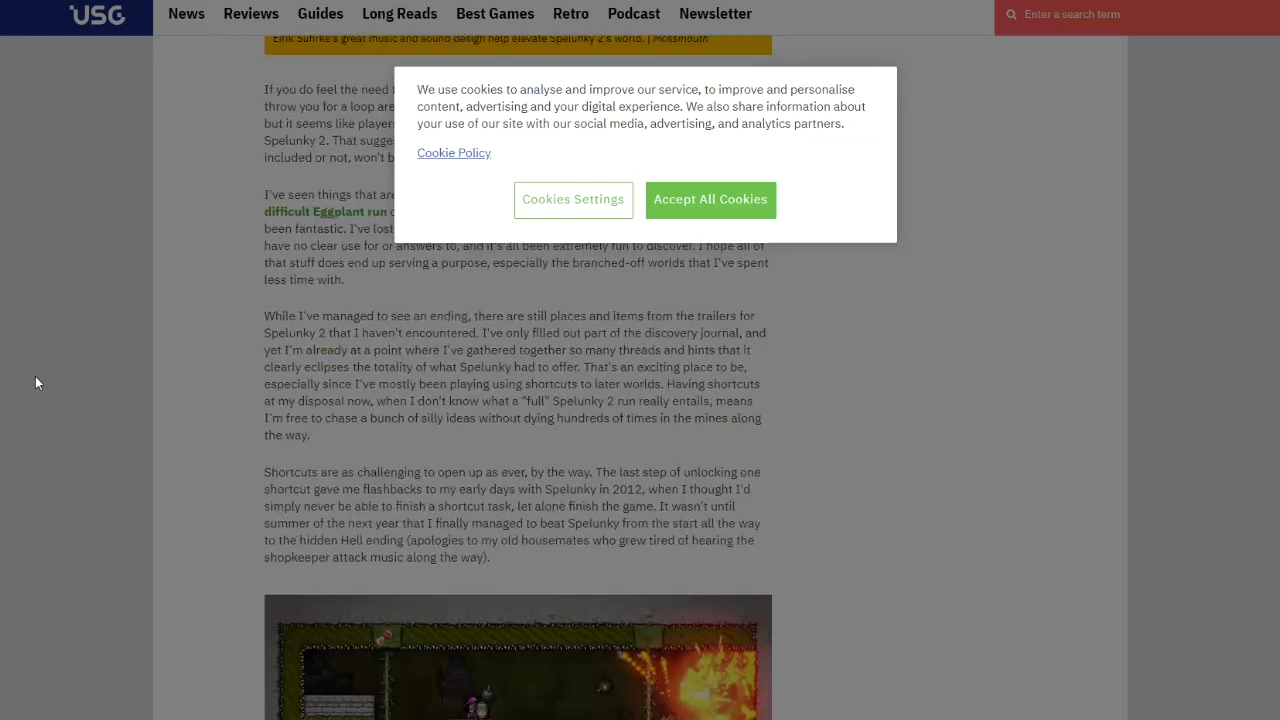 USG
News
Reviews
Guides
Long Reads
Best Games
Retro
Podcast
Newsletter
Enter a search term
Eirik Suhrke's great music and sound design help elevate Spelunky 2's world. | Mossmouth
We use cookies to analyse and improve our service, to improve and personalise
content, advertising and your digital experience. We also share information about
your use of our site with our social media, advertising, and analytics partners.
Cookie Policy
Cookies Settings
Accept All Cookies
If you do feel the need t
throw you for a loop are
but it seems like player
Spelunky 2. That sugges
included or not, won't b
I've seen things that are
difficult Eggplant run
been fantastic. I've lost
have no clear use for or answers to, and it's all been extremely fun to discover. I hope all of
that stuff does end up serving a purpose, especially the branched-off worlds that I've spent
less time with.
While I've managed to see an ending, there are still places and items from the trailers for
Spelunky 2 that I haven't encountered. I've only filled out part of the discovery journal, and
yet I'm already at a point where I've gathered together so many threads and hints that it
clearly eclipses the totality of what Spelunky had to offer. That's an exciting place to be,
especially since I've mostly been playing using shortcuts to later worlds. Having shortcuts
at my disposal now, when I don't know what a "full" Spelunky 2 run really entails, means
I'm free to chase a bunch of silly ideas without dying hundreds of times in the mines along
the way.
Shortcuts are as challenging to open up as ever, by the way. The last step of unlocking one
shortcut gave me flashbacks to my early days with Spelunky in 2012, when I thought I'd
simply never be able to finish a shortcut task, let alone finish the game. It wasn't until
summer of the next year that I finally managed to beat Spelunky from the start all the way
to the hidden Hell ending (apologies to my old housemates who grew tired of hearing the
shopkeeper attack music along the way).